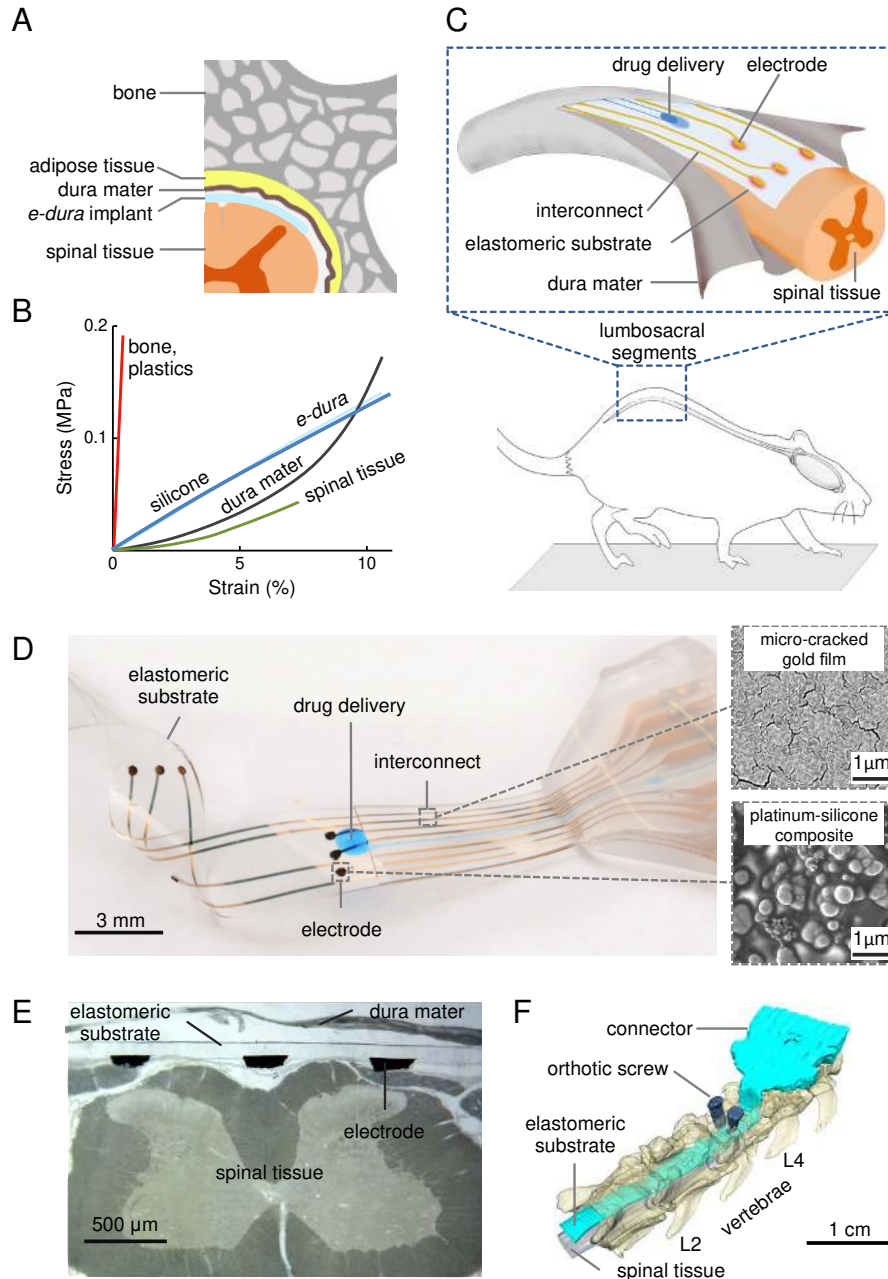 A
bone
adipose tissue
dura mater
e-dura implant
spinal tissue
B
0.2
0.1
0
5
10
Stress (MPa)
Strain (%)
bone,
plastics
silicone
e-dura
dura mater
spinal tissue
C
drug delivery
electrode
interconnect
elastomeric substrate
dura mater
spinal tissue
lumbosacral
segments
D
elastomeric
substrate
drug delivery
interconnect
electrode
3 mm
micro-cracked
gold film
1µm
platinum-silicone
composite
1µm
E
elastomeric
substrate
dura mater
electrode
spinal tissue
500 µm
F
connector
orthotic screw
elastomeric
substrate
L4
vertebrae
L2
spinal tissue
1 cm